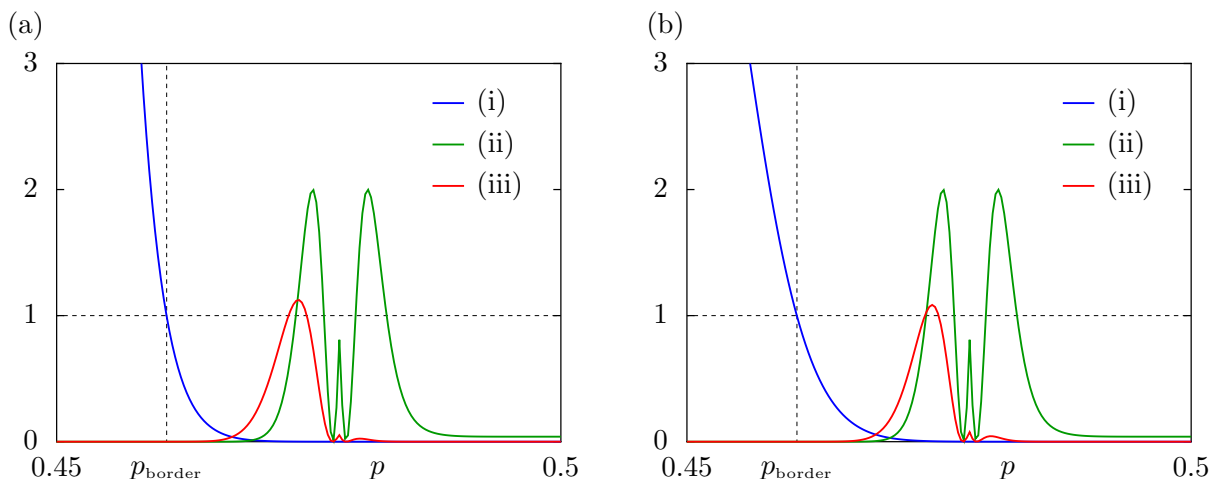 (a)
3
2
1
0
0.45
p_border
p
0.5
(i)
(ii)
(iii)
(b)
3
2
1
0
0.45
p_border
p
0.5
(i)
(ii)
(iii)